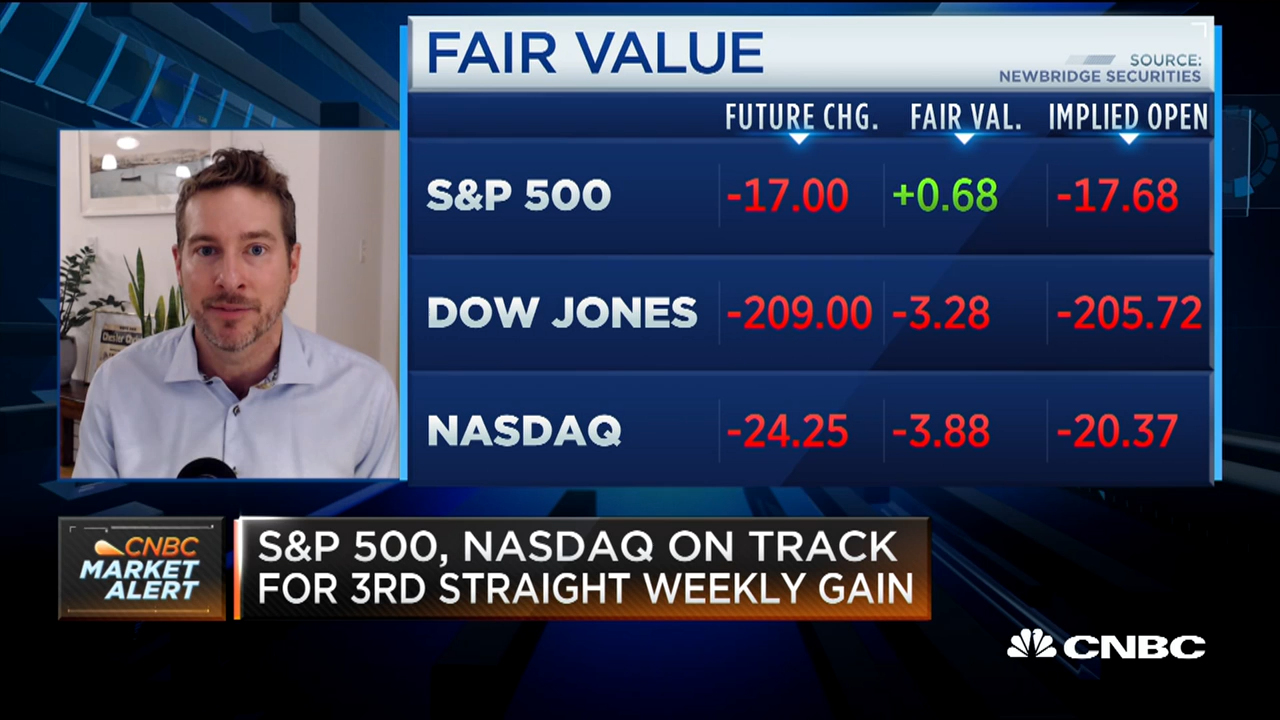 FAIR VALUE
SOURCE:
NEWBRIDGE SECURITIES
FUTURE CHG. FAIR VAL. IMPLIED OPEN
S&P 500 -17.00 +0.68 -17.68
DOW JONES -209.00 -3.28 -205.72
NASDAQ -24.25 -3.88 -20.37
CNBC
MARKET
ALERT
S&P 500, NASDAQ ON TRACK
FOR 3RD STRAIGHT WEEKLY GAIN
CNBC